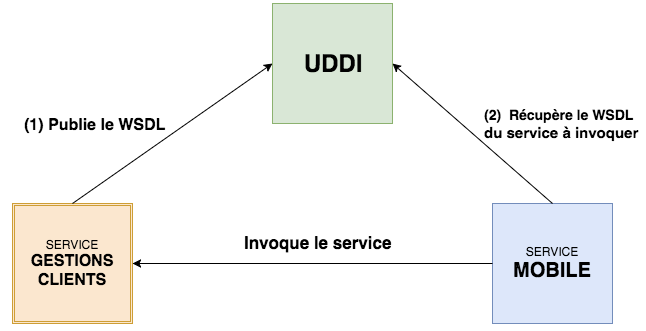 UDDI
(1) Publie le WSDL
(2) Récupère le WSDL
du service à invoquer
Invoque le service
SERVICE
GESTIONS
CLIENTS
SERVICE
MOBILE